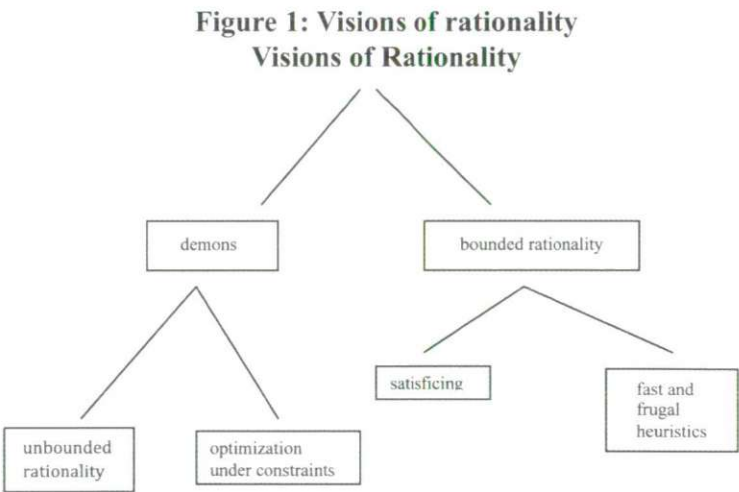 Figure 1: Visions of rationality
Visions of Rationality
demons
bounded rationality
satisficing
fast and
frugal
heuristics
unbounded
rationality
optimization
under constraints